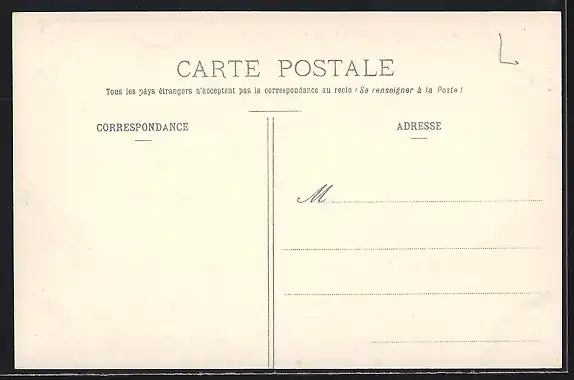 CARTE POSTALE
Tous les pays étrangers n'acceptent pas la correspondance au recto (Se renseigner à la Poste)
CORRESPONDANCE
ADRESSE
M